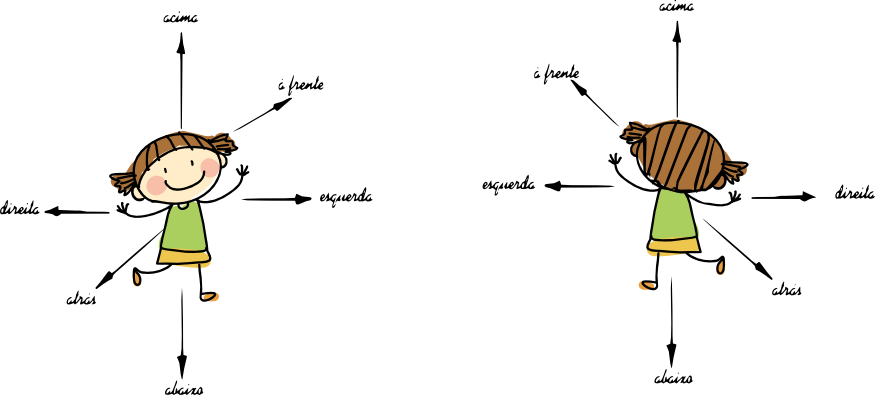 acima
à frente
direita
esquerda
atrás
abaixo
acima
à frente
esquerda
direita
atrás
abaixo